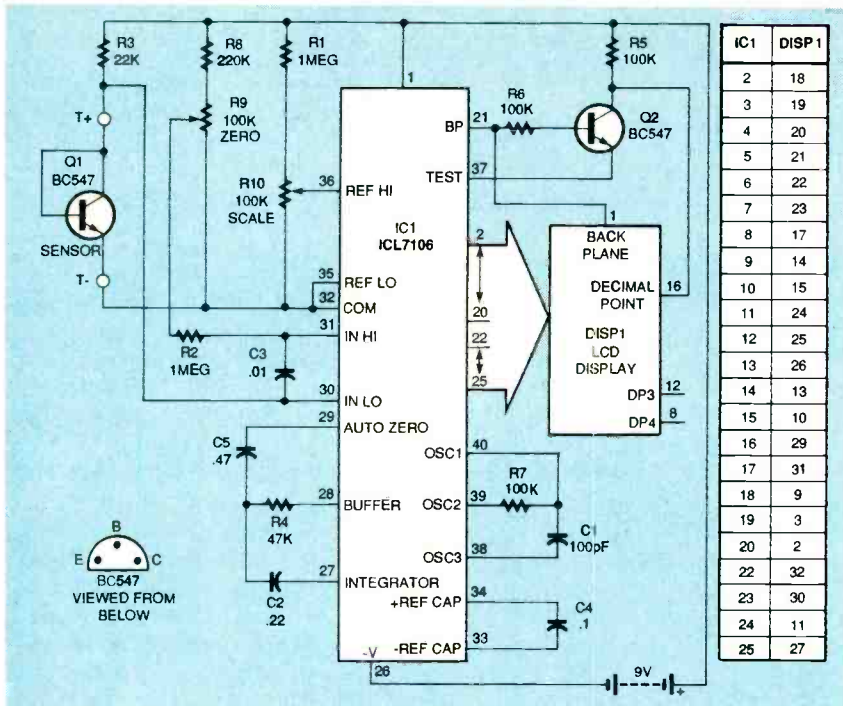 R3
22K
R8
220K
R1
1MEG
R5
100K
T+
R9
100K
ZERO
1
R6
100K
21
BP
Q2
BC547
Q1
BC547
SENSOR
37
TEST
36
REF HI
R10
100K
SCALE
IC1
ICL7106
T-
2
1
BACK
PLANE
DECIMAL
POINT
16
35
REF LO
32
COM
31
IN HI
20
22
DISP1
LCD
DISPLAY
R2
1MEG
C3
.01
25
DP3
12
DP4
8
30
IN LO
29
AUTO ZERO
C5
.47
OSC1
40
R7
100K
28
BUFFER
OSC2
39
R4
47K
C1
100pF
OSC3
38
27
INTEGRATOR
C2
.22
+REF CAP
34
C4
.1
-REF CAP
33
-V
26
9V
+
B
E
C
BC547
VIEWED FROM
BELOW
IC1 DISP1
2 18
3 19
4 20
5 21
6 22
7 23
8 17
9 14
10 15
11 24
12 25
13 26
14 13
15 10
16 29
17 31
18 9
19 3
20 2
22 32
23 30
24 11
25 27